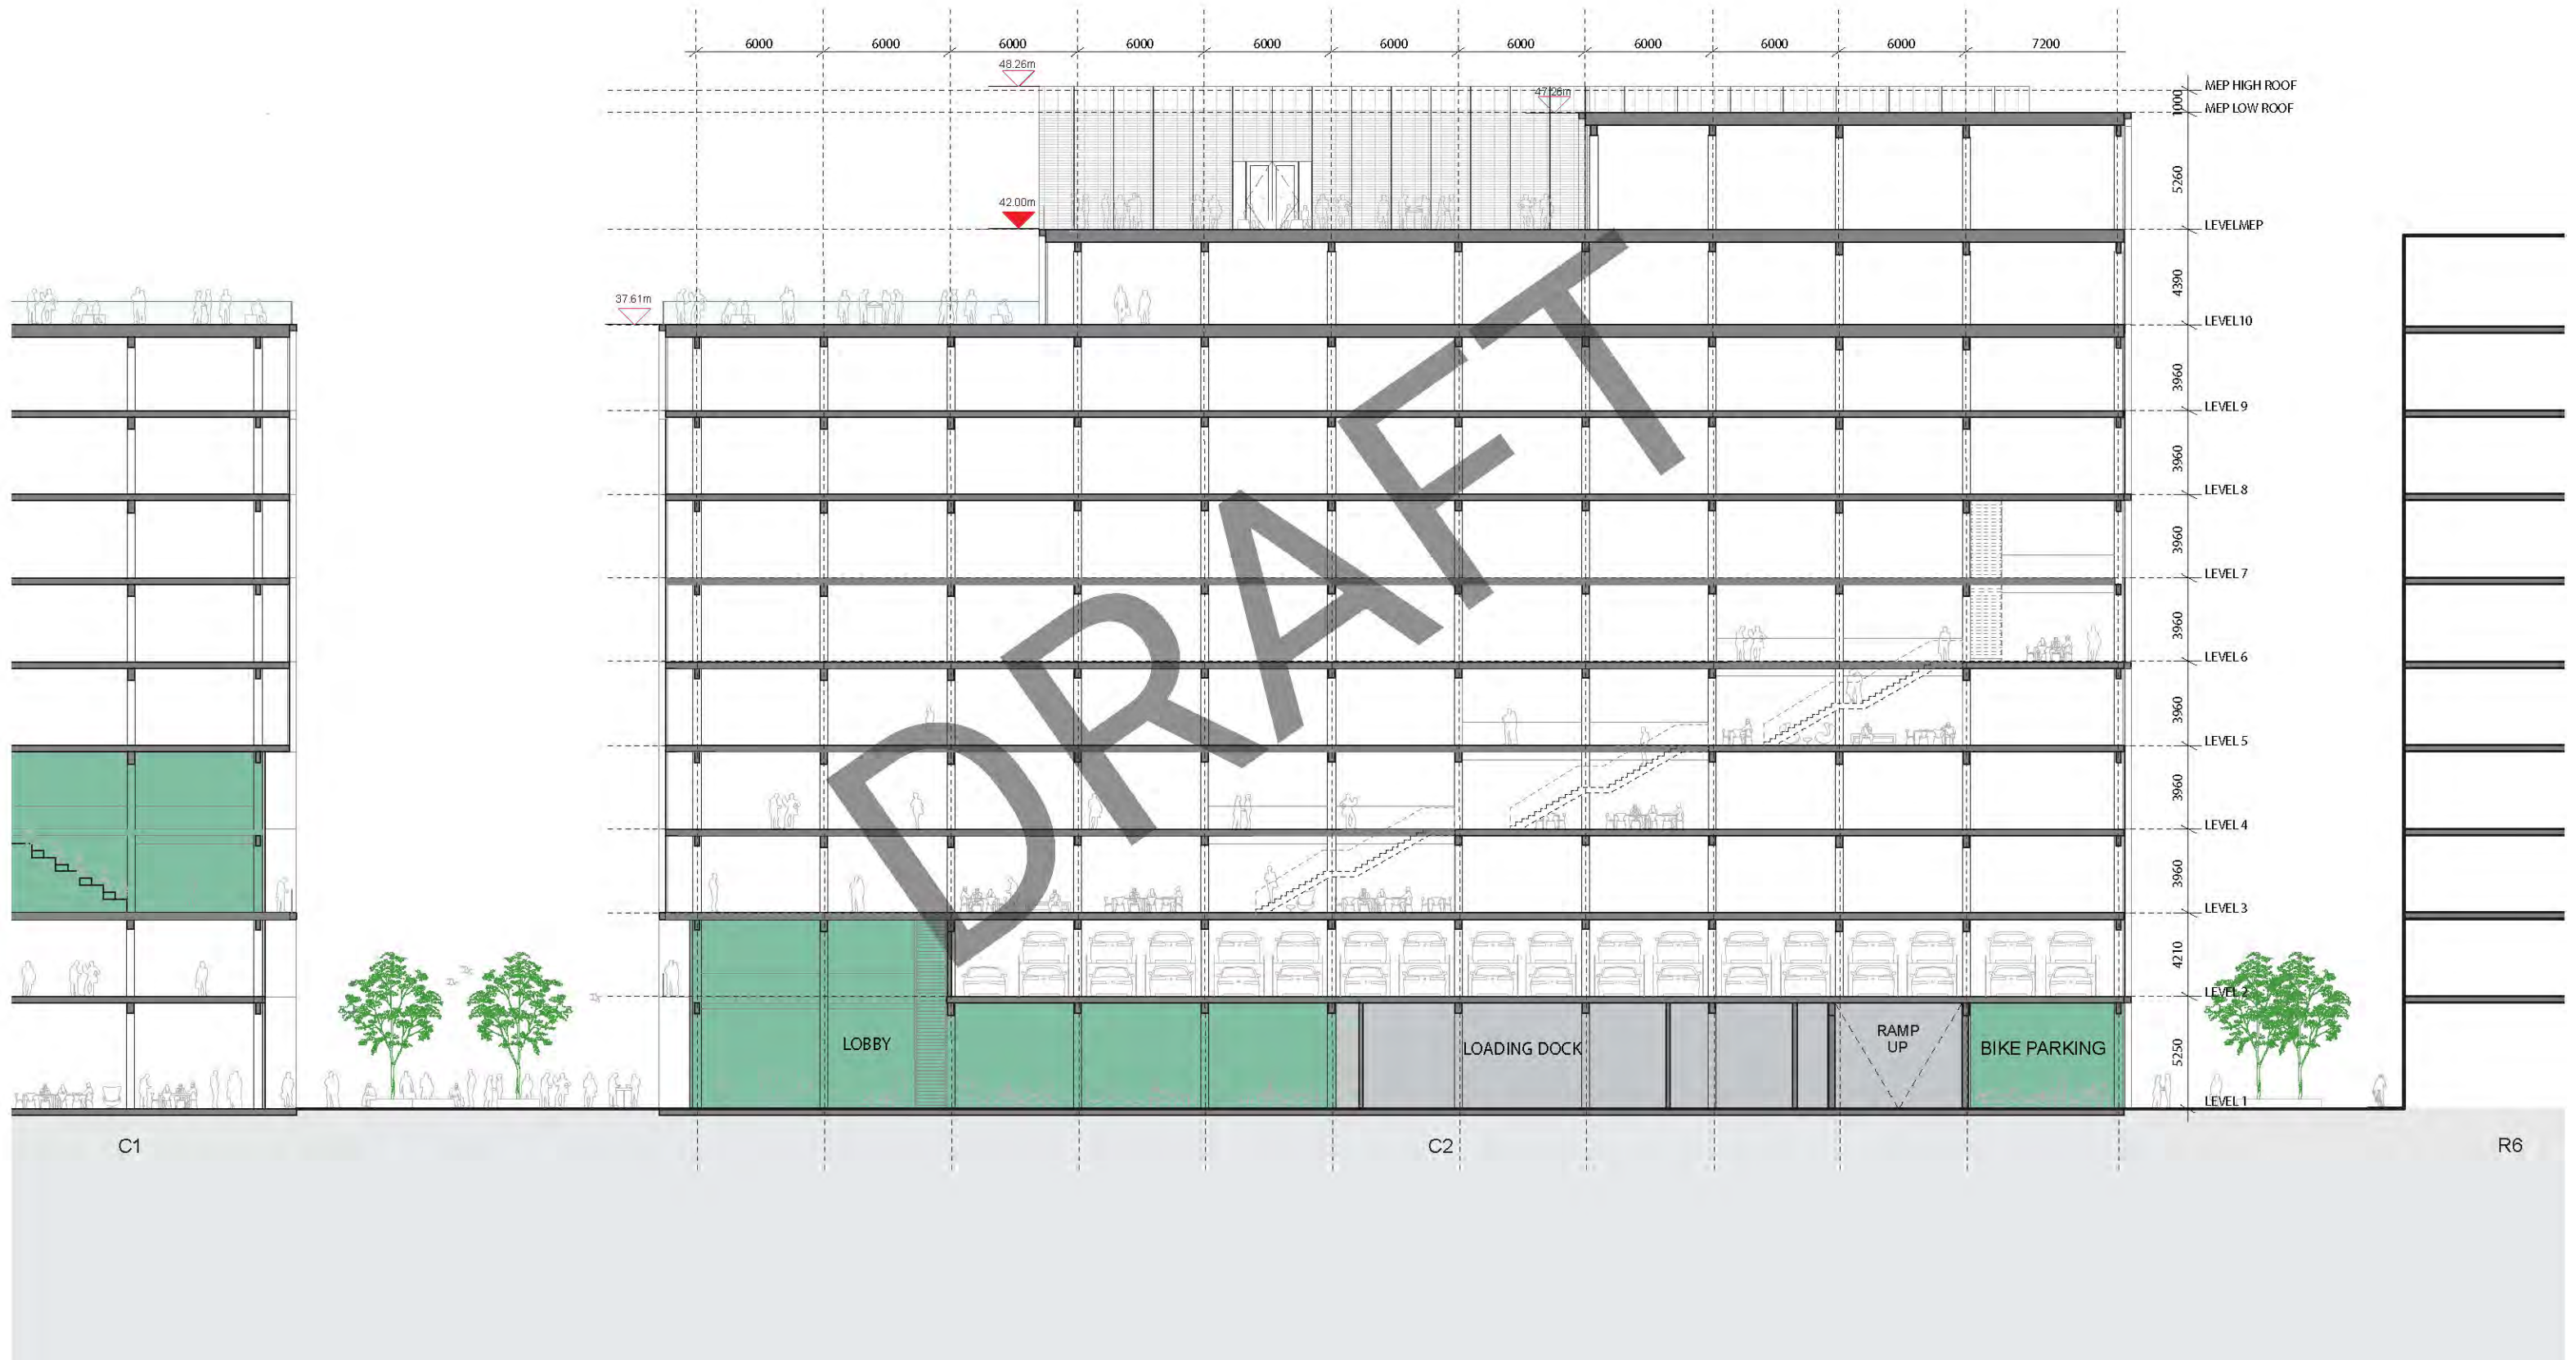 6000 6000 6000 6000 6000 6000 6000 6000 6000 6000 7200
48.26m
47.26m
MEP HIGH ROOF
1000
MEP LOW ROOF
5260
42.00m
LEVELMEP
4390
37.61m
LEVEL10
3960
LEVEL 9
3960
LEVEL 8
3960
LEVEL 7
3960
LEVEL 6
3960
LEVEL 5
3960
LEVEL 4
3960
LEVEL 3
4210
LEVEL 2
5250
LEVEL 1
DRAFT
LOBBY
LOADING DOCK
RAMP
UP
BIKE PARKING
C1
C2
R6